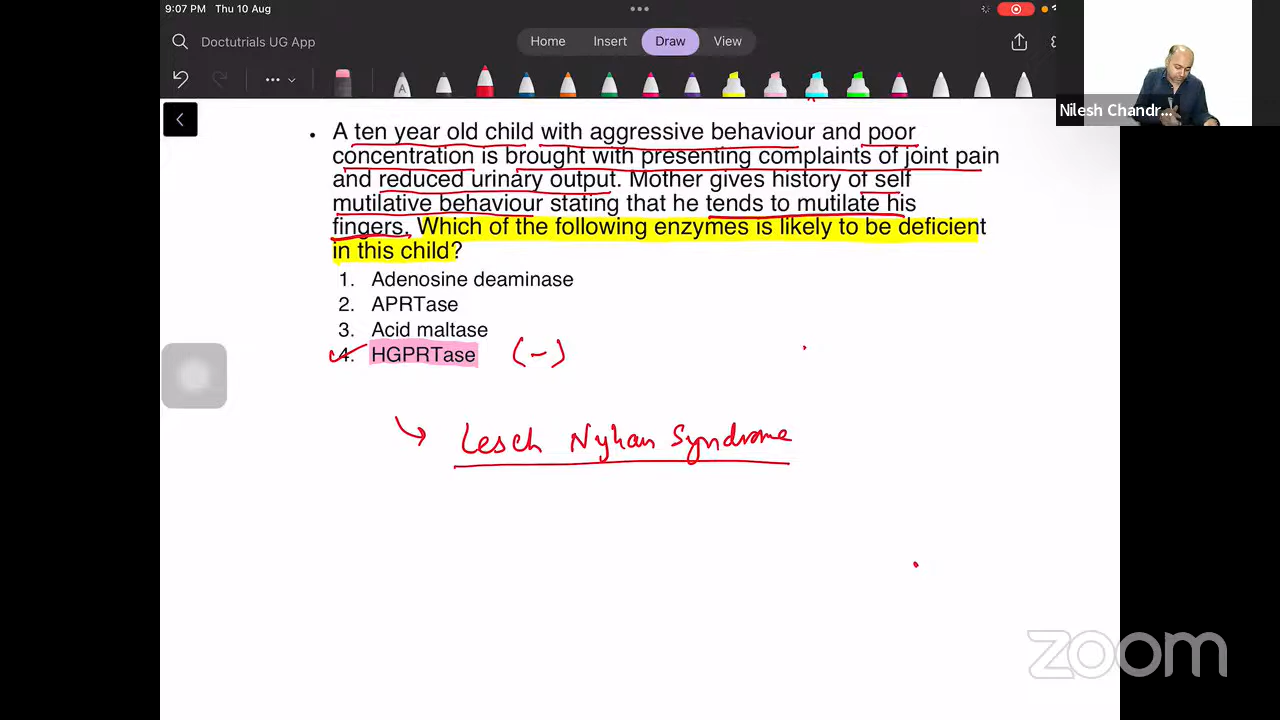 9:07 PM Thu 10 Aug
Doctutrials UG App
Home Insert Draw View
A
Nilesh Chandr...
• A ten year old child with aggressive behaviour and poor
concentration is brought with presenting complaints of joint pain
and reduced urinary output. Mother gives history of self
mutilative behaviour stating that he tends to mutilate his
fingers. Which of the following enzymes is likely to be deficient
in this child?
1. Adenosine deaminase
2. APRTase
3. Acid maltase
4. HGPRTase (-)
Lesch Nyhan Syndrome
zoom